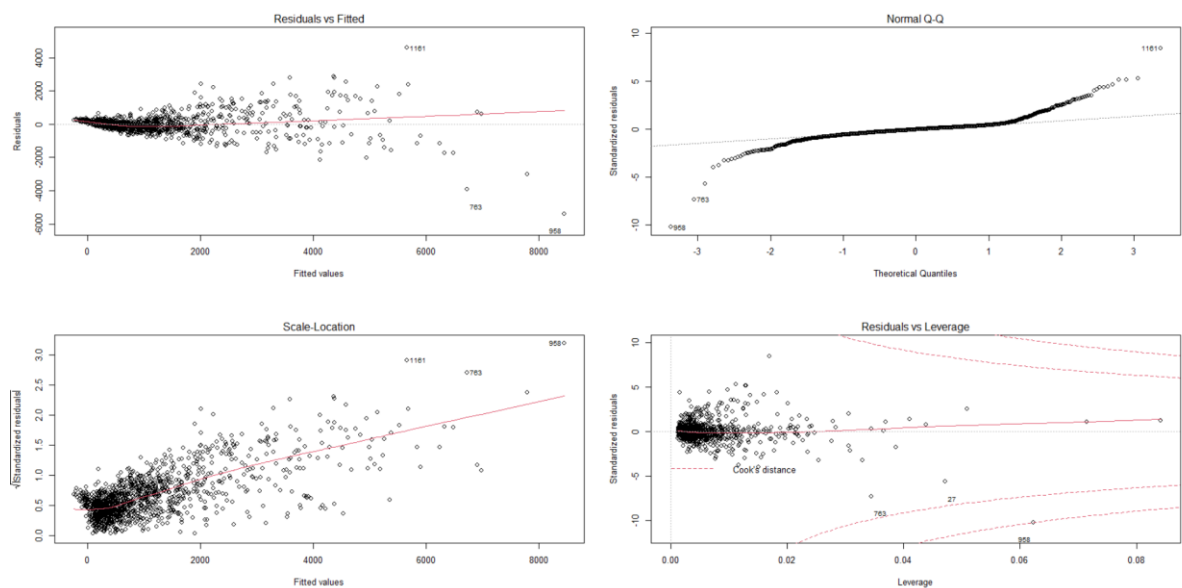 Residuals vs Fitted
Residuals
4000
2000
0
-2000
-4000
-6000
1161
763
958
0 2000 4000 6000 8000
Fitted values
Normal Q-Q
Standardized residuals
10
5
0
-5
-10
1161
763
958
-3 -2 -1 0 1 2 3
Theoretical Quantiles
Scale-Location
√|Standardized residuals|
3.0
2.5
2.0
1.5
1.0
0.5
0.0
958
1161
763
0 2000 4000 6000 8000
Fitted values
Residuals vs Leverage
Standardized residuals
10
5
0
-5
-10
Cook's distance
27
763
958
0.00 0.02 0.04 0.06 0.08
Leverage